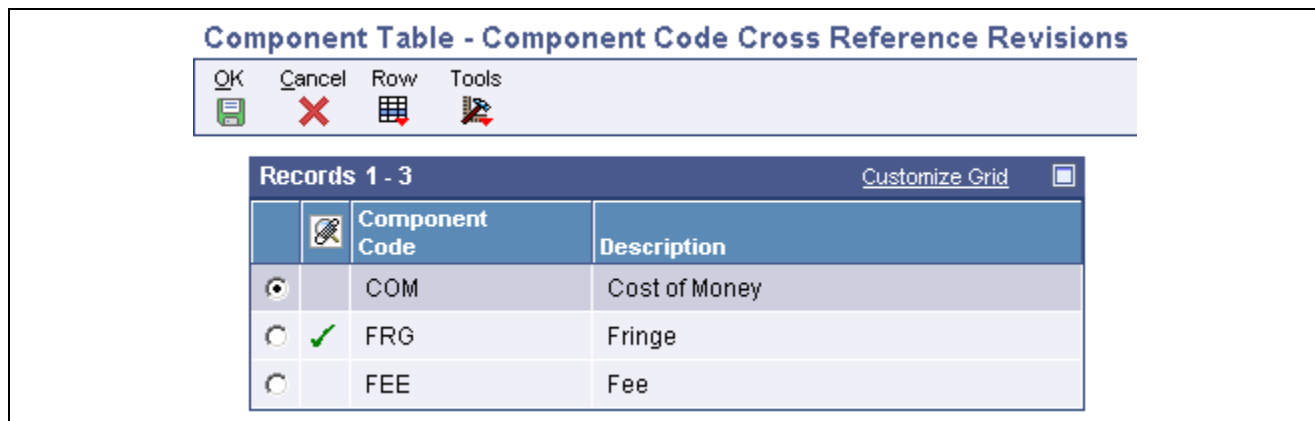 Component Table - Component Code Cross Reference Revisions
OK Cancel Row Tools
Records 1 - 3 Customize Grid
Component
Code Description
COM Cost of Money
FRG Fringe
FEE Fee